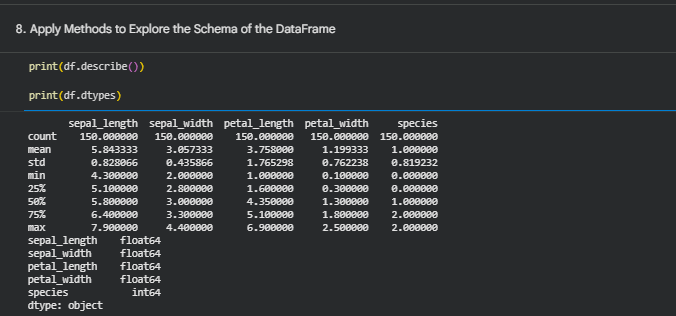 8. Apply Methods to Explore the Schema of the DataFrame
print(df.describe())
print(df.dtypes)
sepal_length sepal_width petal_length petal_width species
count 150.000000 150.000000 150.000000 150.000000 150.000000
mean 5.843333 3.057333 3.758000 1.199333 1.000000
std 0.828066 0.435866 1.765298 0.762238 0.819232
min 4.300000 2.000000 1.000000 0.100000 0.000000
25% 5.100000 2.800000 1.600000 0.300000 0.000000
50% 5.800000 3.000000 4.350000 1.300000 1.000000
75% 6.400000 3.300000 5.100000 1.800000 2.000000
max 7.900000 4.400000 6.900000 2.500000 2.000000
sepal_length float64
sepal_width float64
petal_length float64
petal_width float64
species int64
dtype: object